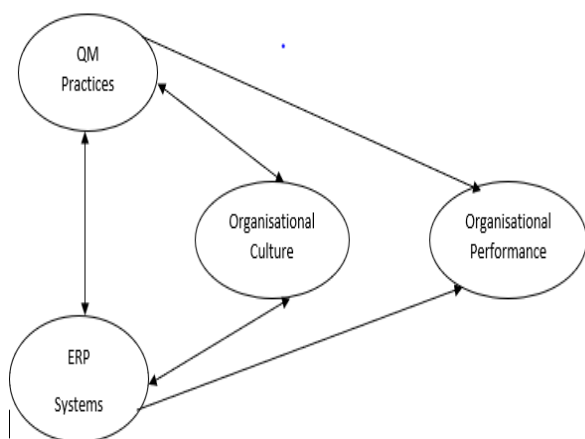 QM
Practices
Organisational
Culture
Organisational
Performance
ERP
Systems